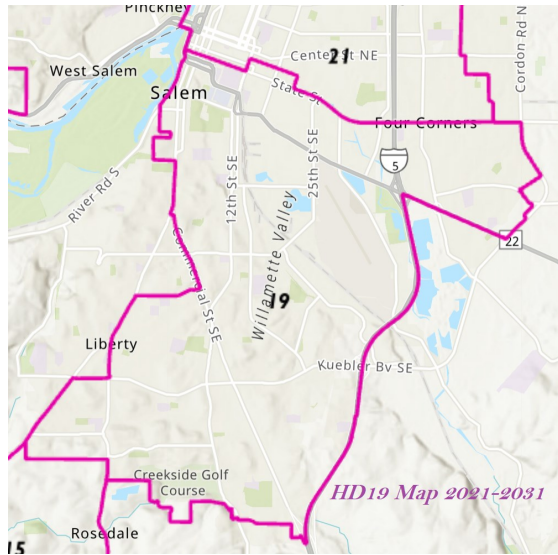 Pinckney
Center St NE
21
Cordon Rd N
West Salem
Salem
State St
Four Corners
5
River Rd S
12th St SE
25th St SE
Willamette Valley
22
Commercial St SE
19
Liberty
Kuebler Bv SE
Creekside Golf
Course
HD19 Map 2021-2031
Rosedale
15